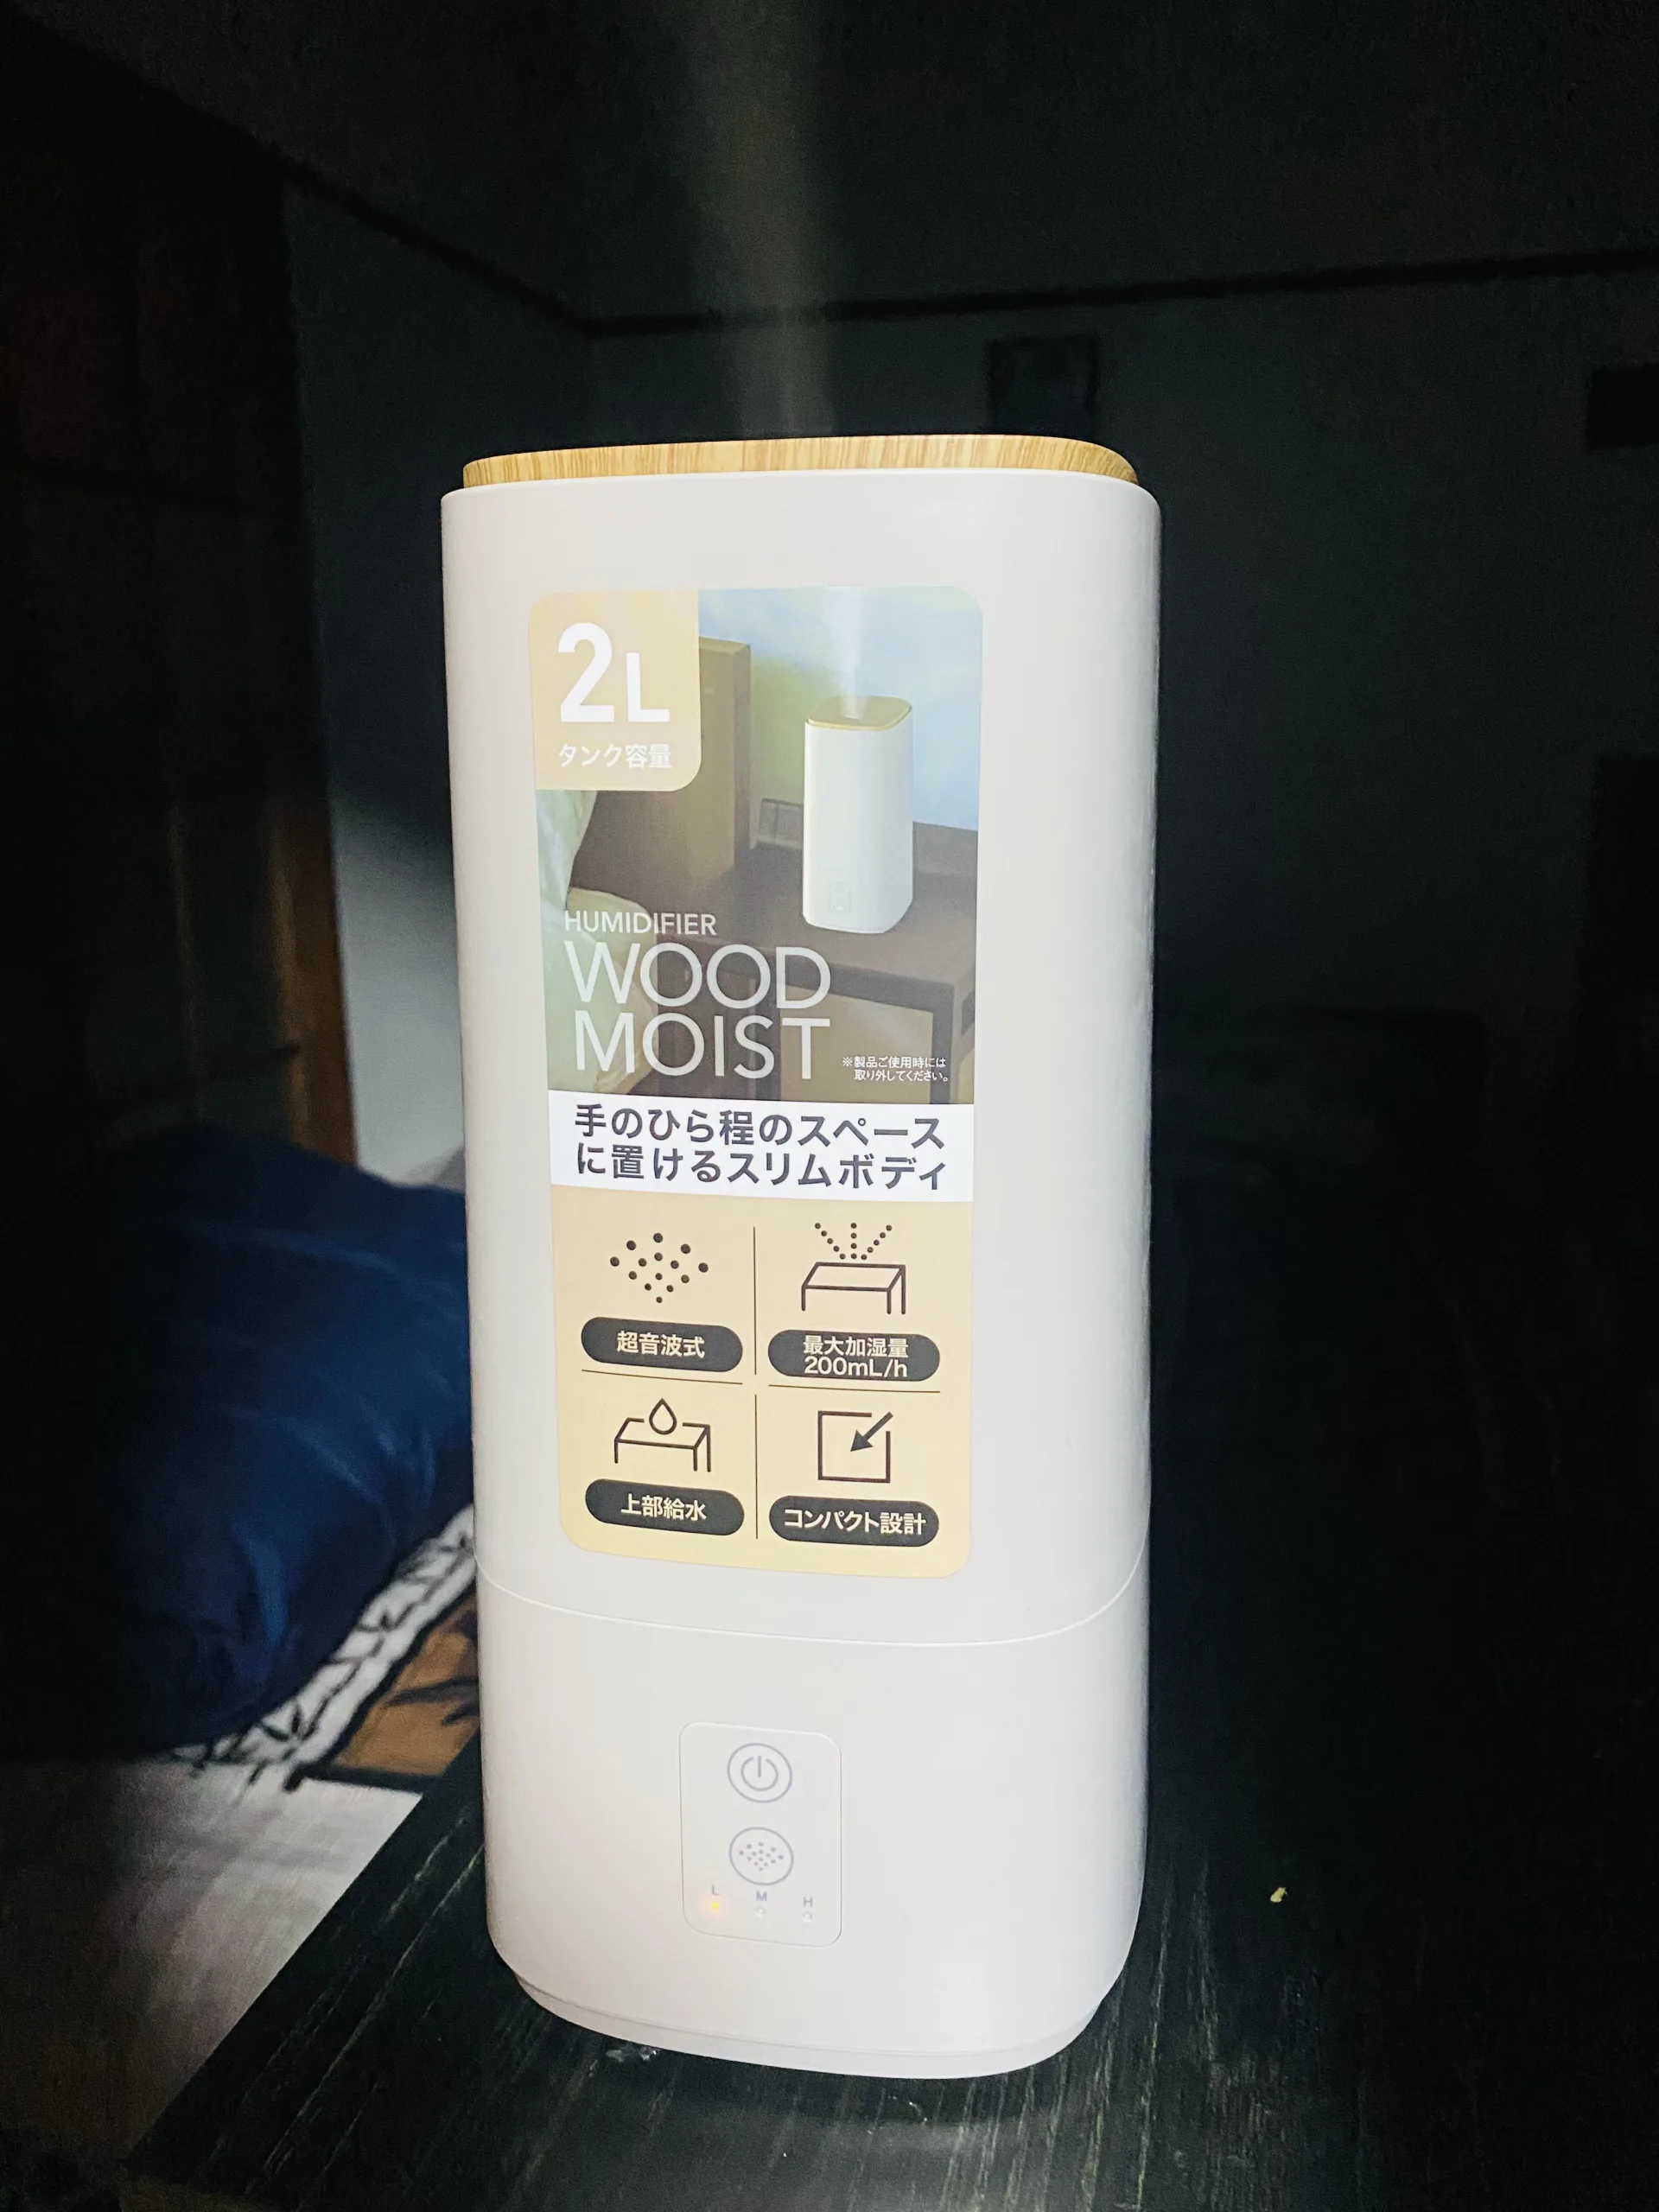 2L
タンク容量
HUMIDIFIER
WOOD
MOIST
※製品ご使用時には
取り外してください。
手のひら程のスペース
に置けるスリムボディ
超音波式
最大加湿量
200mL/h
上部給水
コンパクト設計
L M H